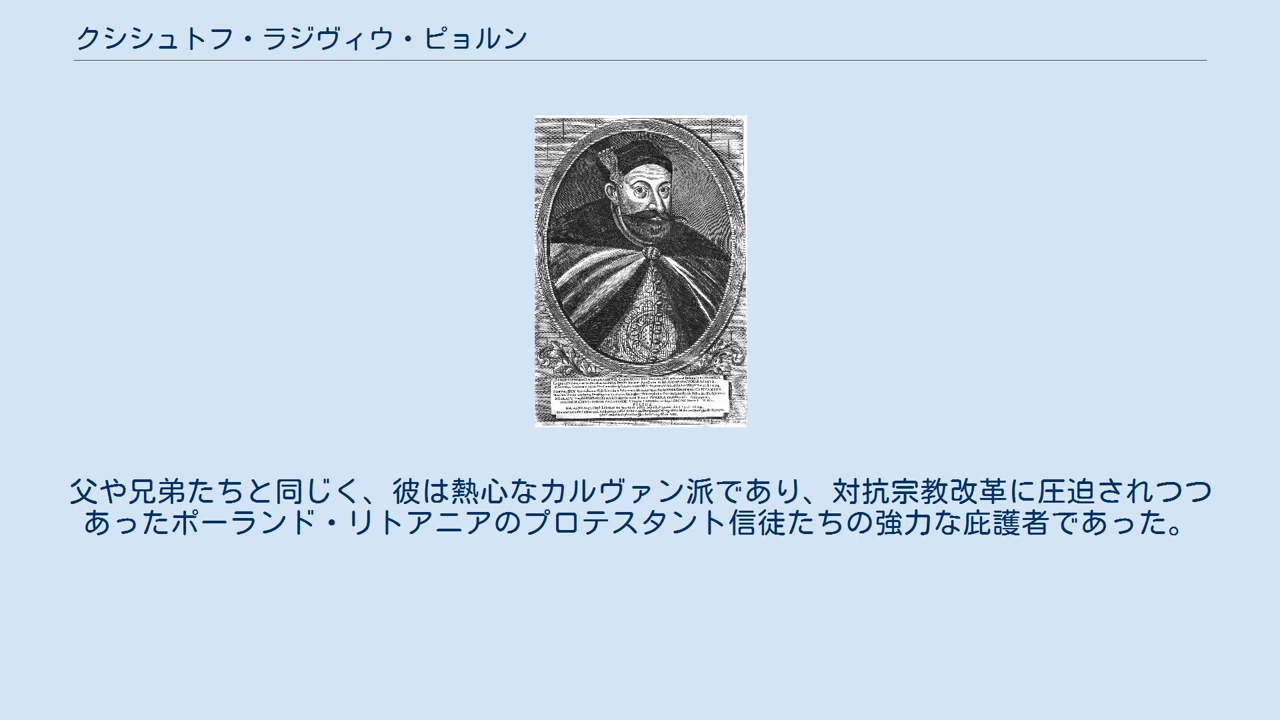 クシシュトフ・ラジヴィウ・ピョルン
父や兄弟たちと同じく、彼は熱心なカルヴァン派であり、対抗宗教改革に圧迫されつつ
あったポーランド・リトアニアのプロテスタント信徒たちの強力な庇護者であった。